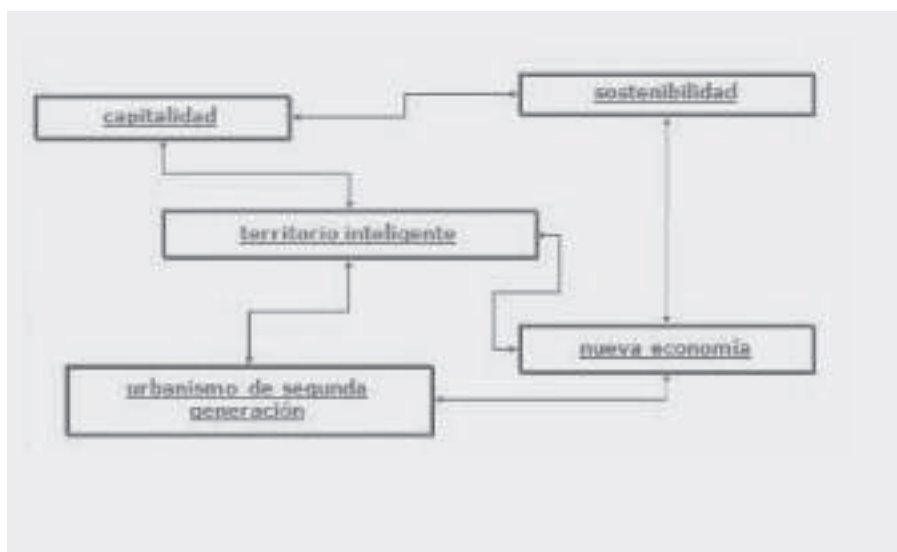 capitalidad
sostenibilidad
territorio inteligente
nueva economía
urbanismo de segunda
generación